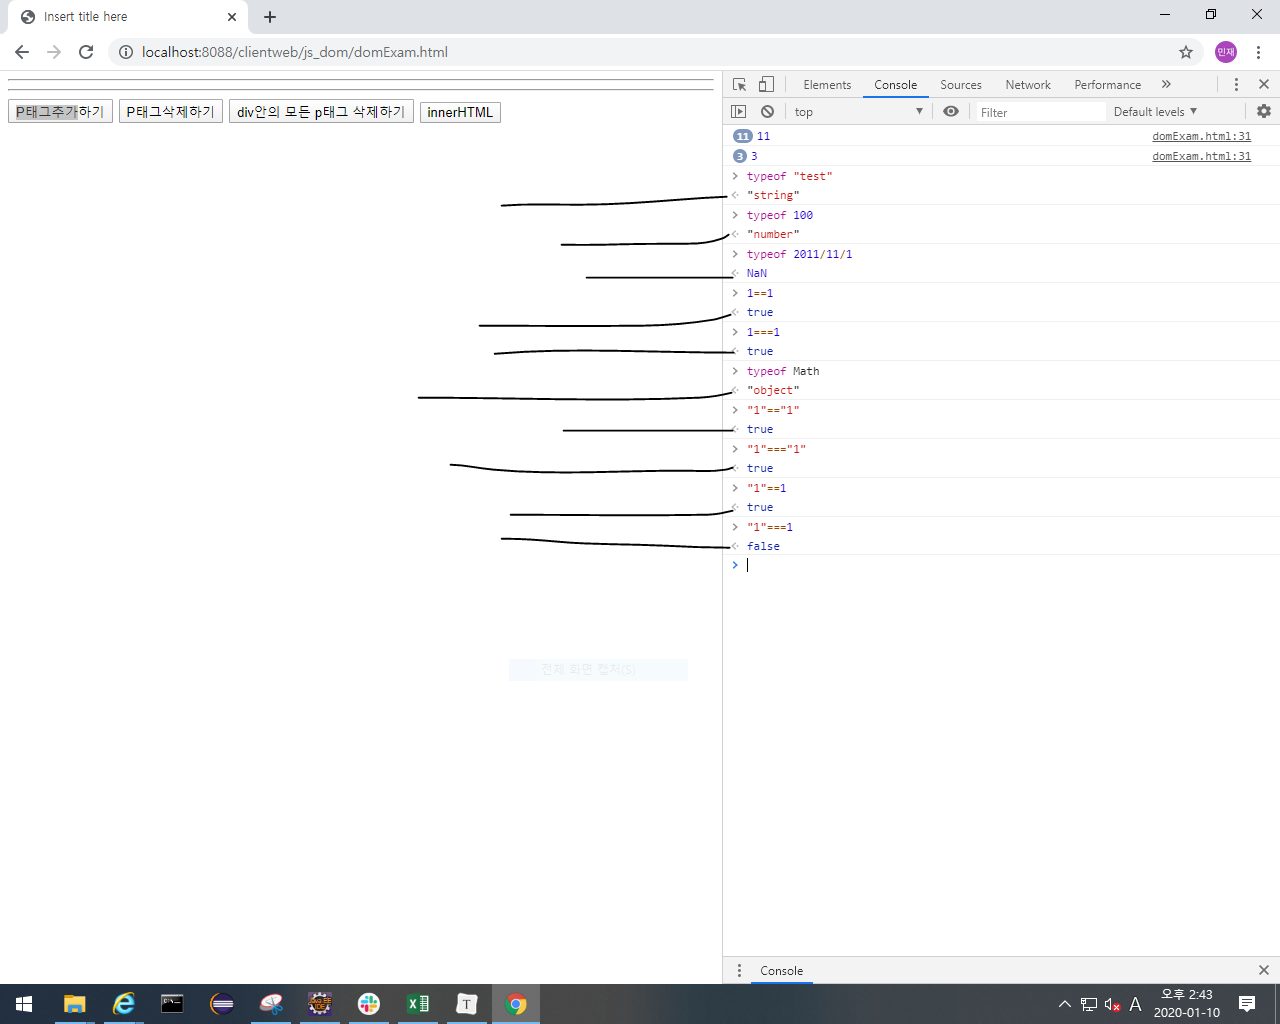 Insert title here
localhost:8088/clientweb/js_dom/domExam.html
민재
P태그추가하기 P태그삭제하기 div안의 모든 p태그 삭제하기 innerHTML
Elements Console Sources Network Performance »
top Filter Default levels
11 11 domExam.html:31
3 3 domExam.html:31
typeof "test"
"string"
typeof 100
"number"
typeof 2011/11/1
NaN
1==1
true
1===1
true
typeof Math
"object"
"1"=="1"
true
"1"==="1"
true
"1"==1
true
"1"===1
false
전체 화면 캡처(S)
Console
Java EE IDE
T
A
오후 2:43
2020-01-10